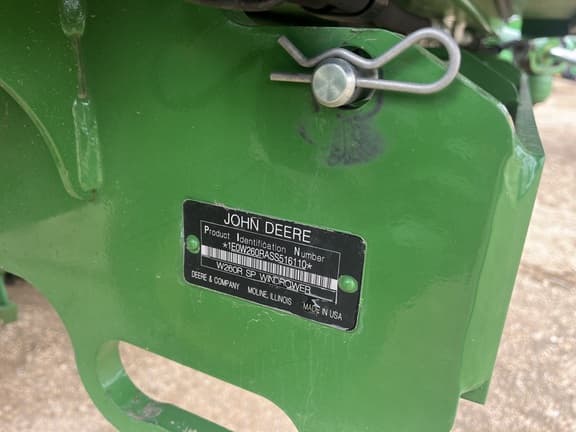 JOHN DEERE
Product Identification Number
*1E0W260RASS516110*
W260R SP WINDROWER
DEERE & COMPANY MOLINE, ILLINOIS MADE IN USA